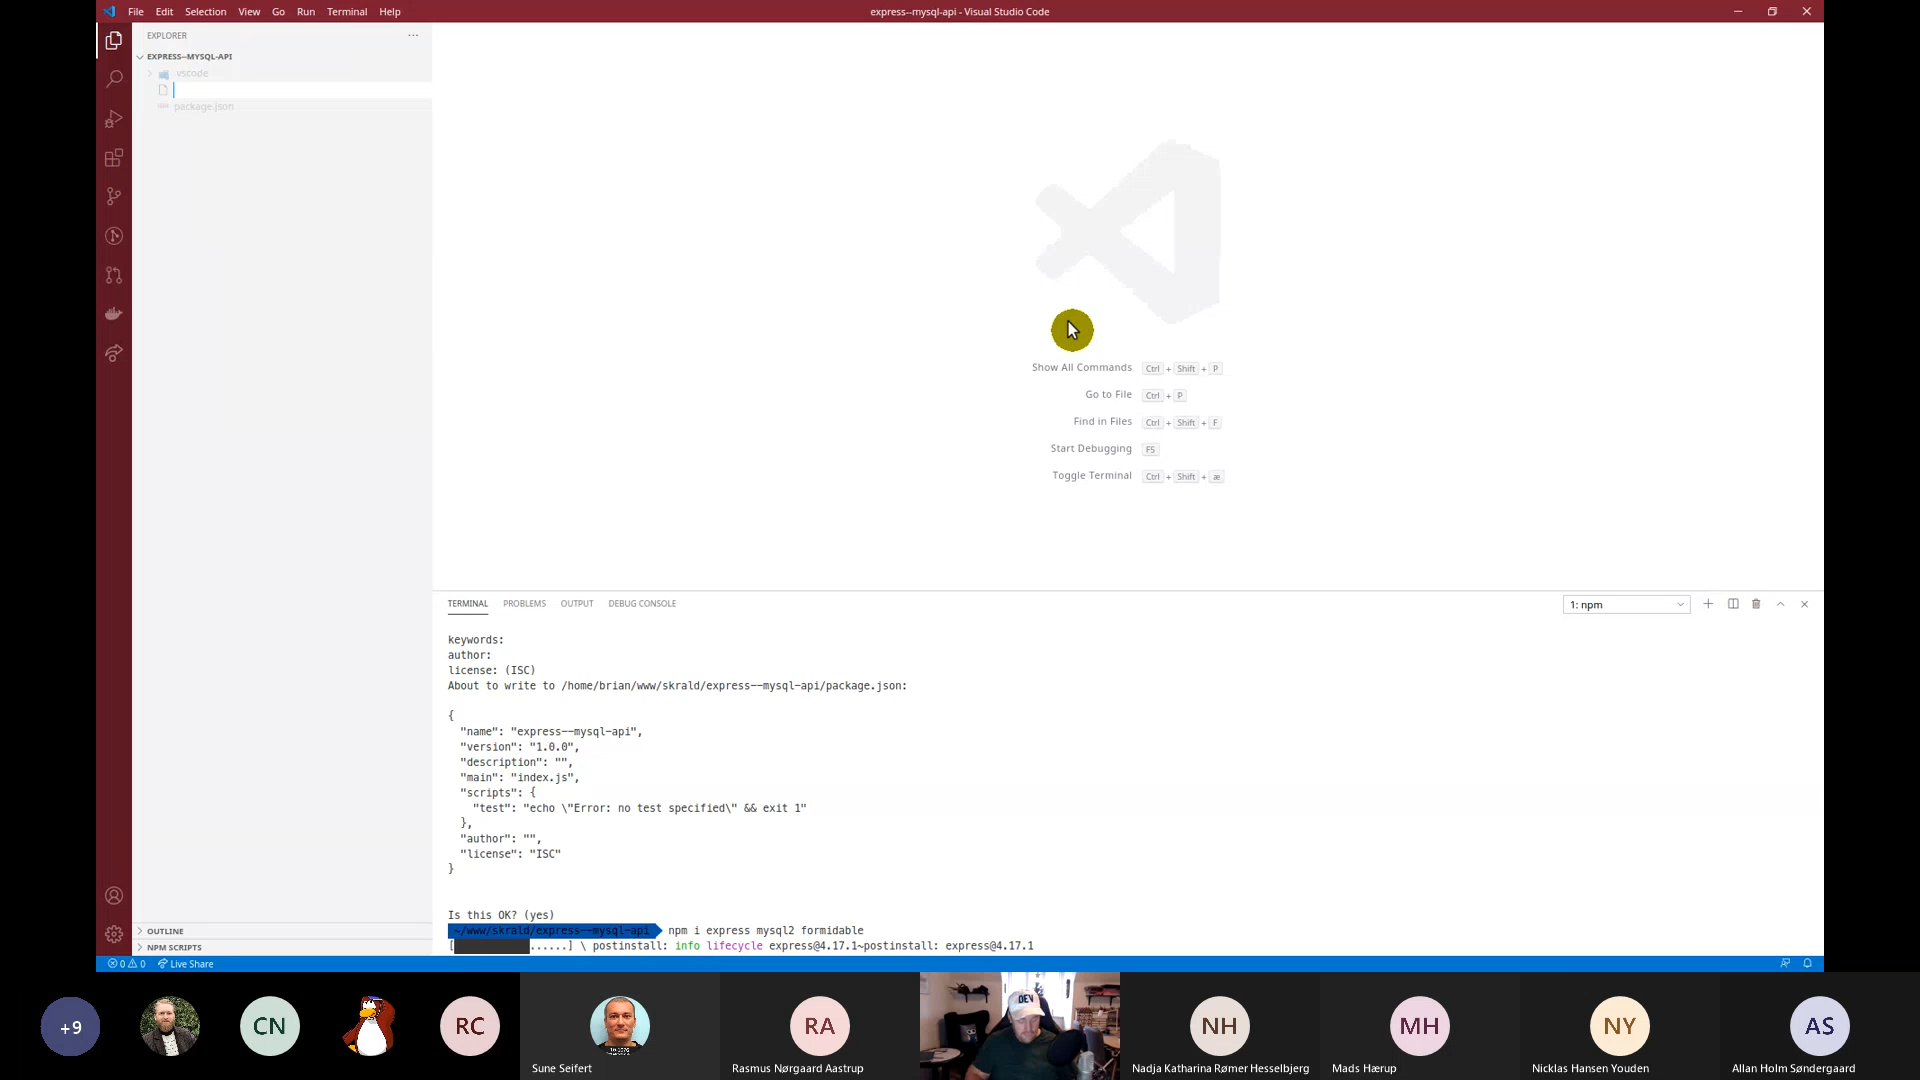 File Edit Selection View Go Run Terminal Help
express--mysql-api - Visual Studio Code
EXPLORER
EXPRESS--MYSQL-API
.vscode
package.json
Show All Commands Ctrl + Shift + P
Go to File Ctrl + P
Find in Files Ctrl + Shift + F
Start Debugging F5
Toggle Terminal Ctrl + Shift + æ
TERMINAL PROBLEMS OUTPUT DEBUG CONSOLE
1: npm
keywords:
author:
license: (ISC)
About to write to /home/brian/www/skrald/express--mysql-api/package.json:
{
"name": "express--mysql-api",
"version": "1.0.0",
"description": "",
"main": "index.js",
"scripts": {
"test": "echo \"Error: no test specified\" && exit 1"
},
"author": "",
"license": "ISC"
}
Is this OK? (yes)
~/www/skrald/express--mysql-api npm i express mysql2 formidable
[ ......] \ postinstall: info lifecycle express@4.17.1~postinstall: express@4.17.1
OUTLINE
NPM SCRIPTS
0 0 Live Share
+9
CN
RC
RA
DEV
NH
MH
NY
AS
Sune Seifert
Rasmus Nørgaard Aastrup
Nadja Katharina Rømer Hesselbjerg
Mads Hærup
Nicklas Hansen Youden
Allan Holm Søndergaard